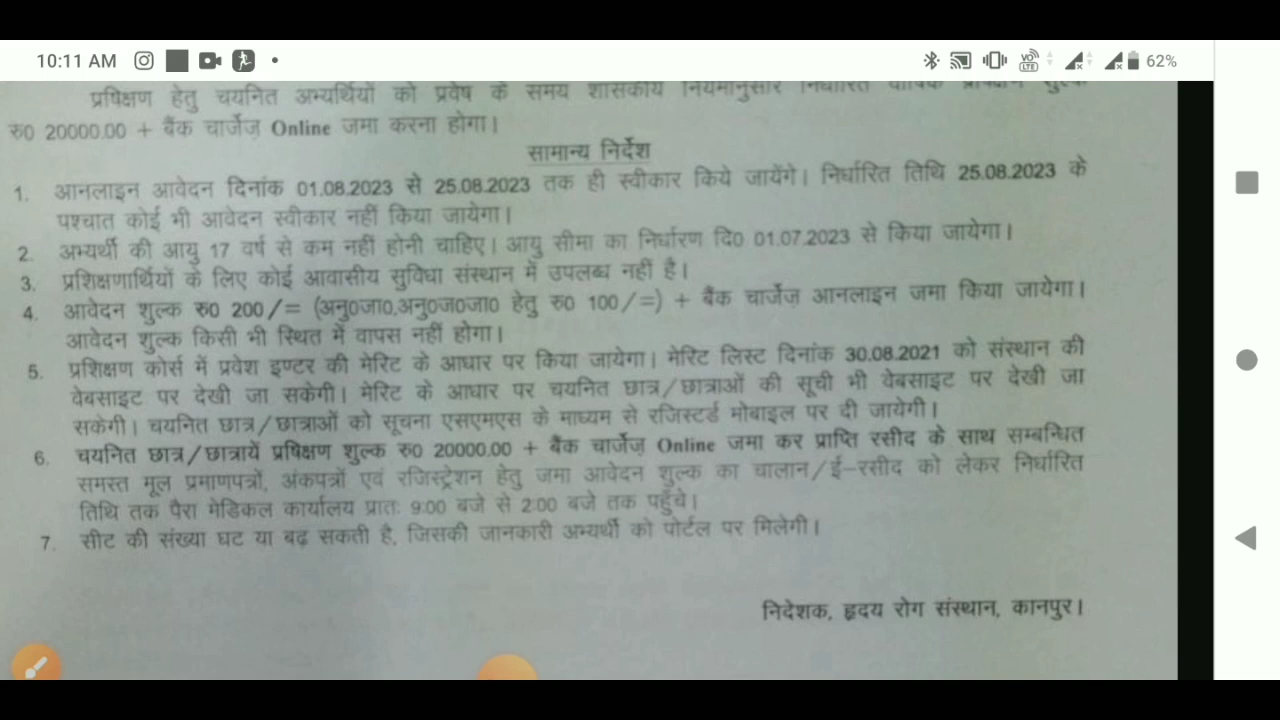 10:11 AM
VO LTE 62%
प्रषिक्षण हेतु चयनित अभ्यर्थियों को प्रवेष के समय शासकीय नियमानुसार निर्धारित
रु0 20000.00 + बैंक चार्जेज़ Online जमा करना होगा।
सामान्य निर्देश
1. आनलाइन आवेदन दिनांक 01.08.2023 से 25.08.2023 तक ही स्वीकार किये जायेंगे। निर्धारित तिथि 25.08.2023 के
पश्चात कोई भी आवेदन स्वीकार नहीं किया जायेगा।
2. अभ्यर्थी की आयु 17 वर्ष से कम नहीं होनी चाहिए। आयु सीमा का निर्धारण दि0 01.07.2023 से किया जायेगा।
3. प्रशिक्षणार्थियों के लिए कोई आवासीय सुविधा संस्थान में उपलब्ध नहीं है।
4. आवेदन शुल्क रु0 200/= (अनु0जा0,अनु0ज0जा0 हेतु रु0 100/=) + बैंक चार्जेज़ आनलाइन जमा किया जायेगा।
आवेदन शुल्क किसी भी स्थित में वापस नहीं होगा।
5. प्रशिक्षण कोर्स में प्रवेश इण्टर की मेरिट के आधार पर किया जायेगा। मेरिट लिस्ट दिनांक 30.08.2021 को संस्थान की
वेबसाइट पर देखी जा सकेगी। मेरिट के आधार पर चयनित छात्र/छात्राओं की सूची भी वेबसाइट पर देखी जा
सकेगी। चयनित छात्र/छात्राओं को सूचना एसएमएस के माध्यम से रजिस्टर्ड मोबाइल पर दी जायेगी।
6. चयनित छात्र/छात्रायें प्रषिक्षण शुल्क रु0 20000.00 + बैंक चार्जेज़ Online जमा कर प्राप्ति रसीद के साथ सम्बन्धित
समस्त मूल प्रमाणपत्रों, अंकपत्रों एवं रजिस्ट्रेशन हेतु जमा आवेदन शुल्क का चालान/ई–रसीद को लेकर निर्धारित
तिथि तक पैरा मेडिकल कार्यालय प्रातः 9:00 बजे से 2:00 बजे तक पहुँचे।
7. सीट की संख्या घट या बढ़ सकती है, जिसकी जानकारी अभ्यर्थी को पोर्टल पर मिलेगी।
निदेशक, हृदय रोग संस्थान, कानपुर।